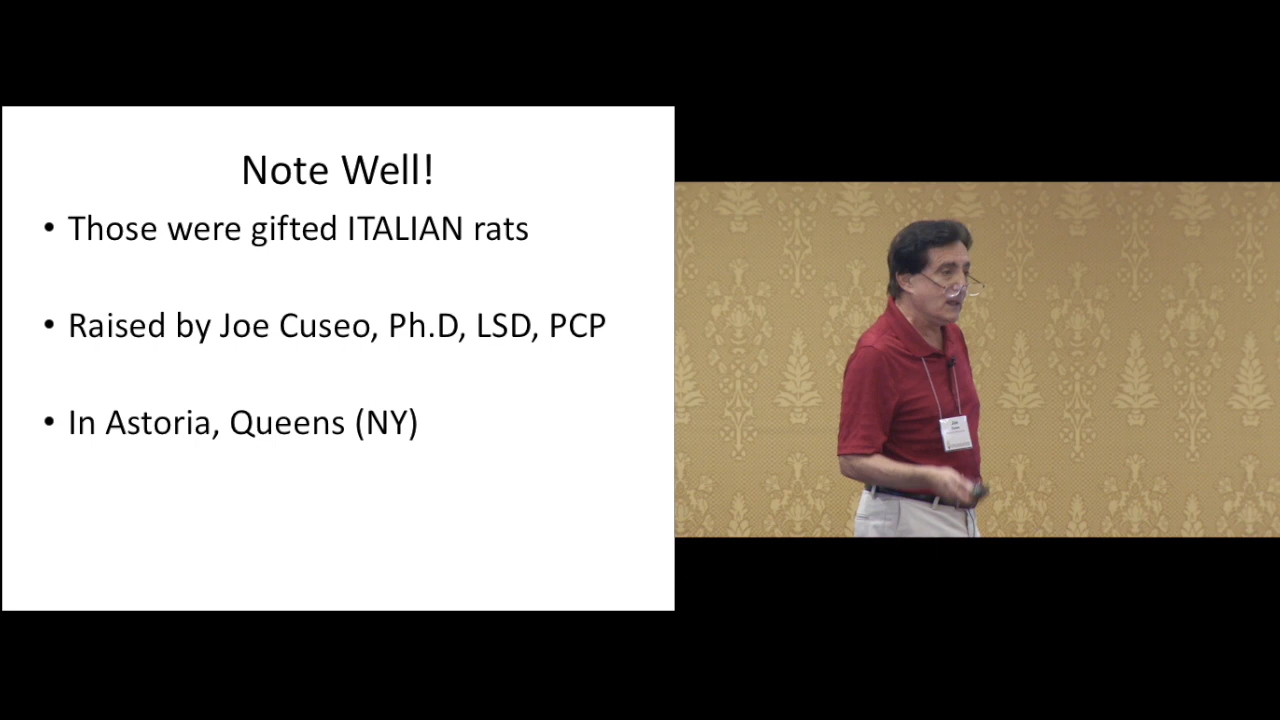 Note Well!
• Those were gifted ITALIAN rats
• Raised by Joe Cuseo, Ph.D, LSD, PCP
• In Astoria, Queens (NY)